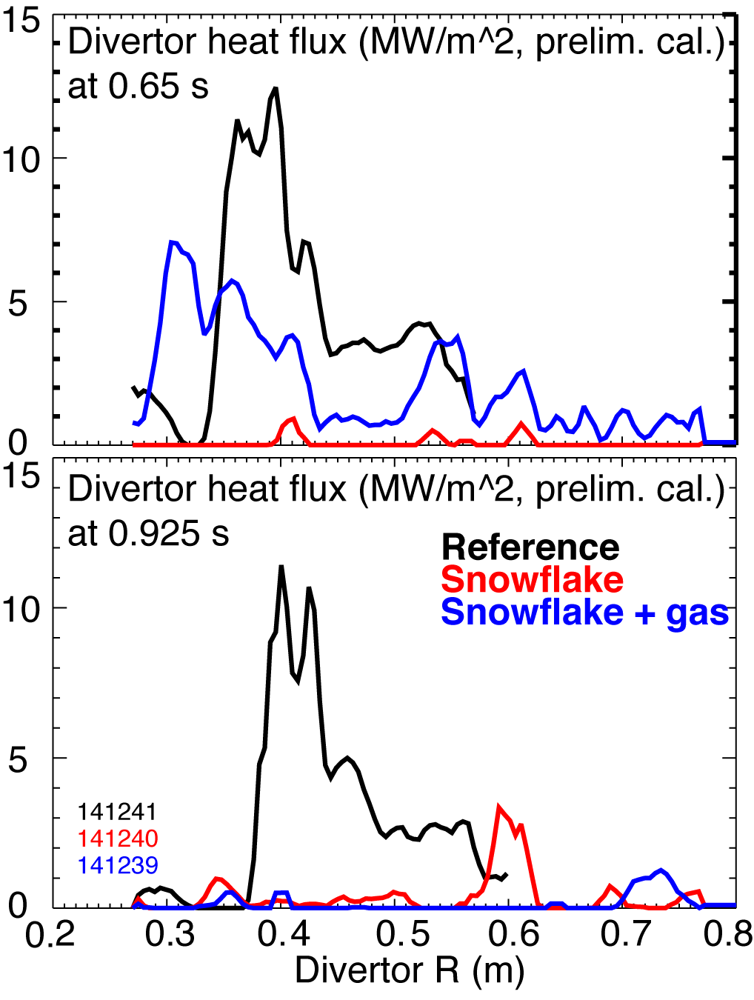 15
Divertor heat flux (MW/m^2, prelim. cal.)
at 0.65 s
10
5
0
15
Divertor heat flux (MW/m^2, prelim. cal.)
at 0.925 s
Reference
Snowflake
Snowflake + gas
10
5
141241
141240
141239
0
0.2 0.3 0.4 0.5 0.6 0.7 0.8
Divertor R (m)